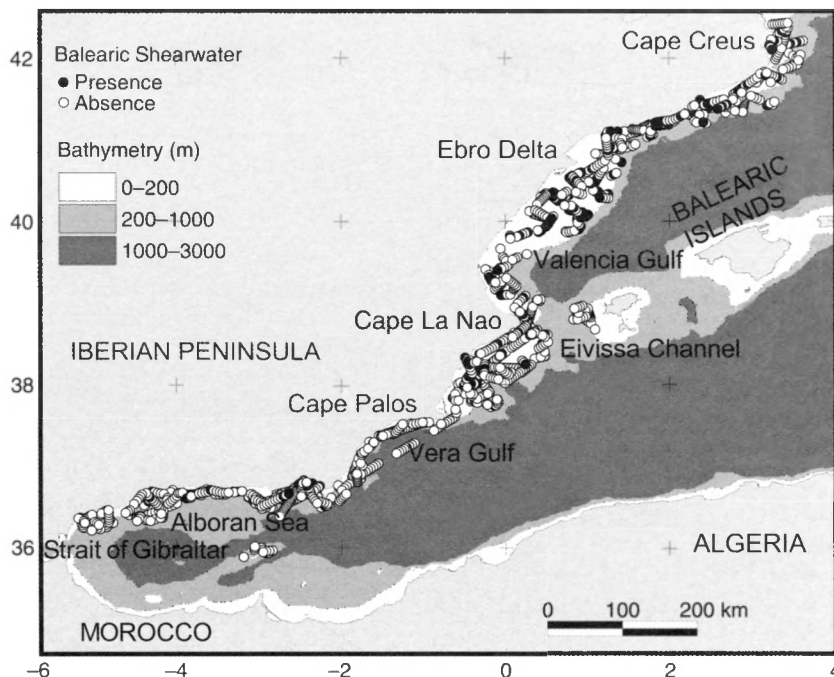 Balearic Shearwater
Presence
Absence
Bathymetry (m)
0–200
200–1000
1000–3000
Cape Creus
Ebro Delta
BALEARIC
ISLANDS
Valencia Gulf
Cape La Nao
IBERIAN PENINSULA
Eivissa Channel
Cape Palos
Vera Gulf
Alboran Sea
Strait of Gibraltar
ALGERIA
MOROCCO
0 100 200 km
42
40
38
36
–6 –4 –2 0 2 4